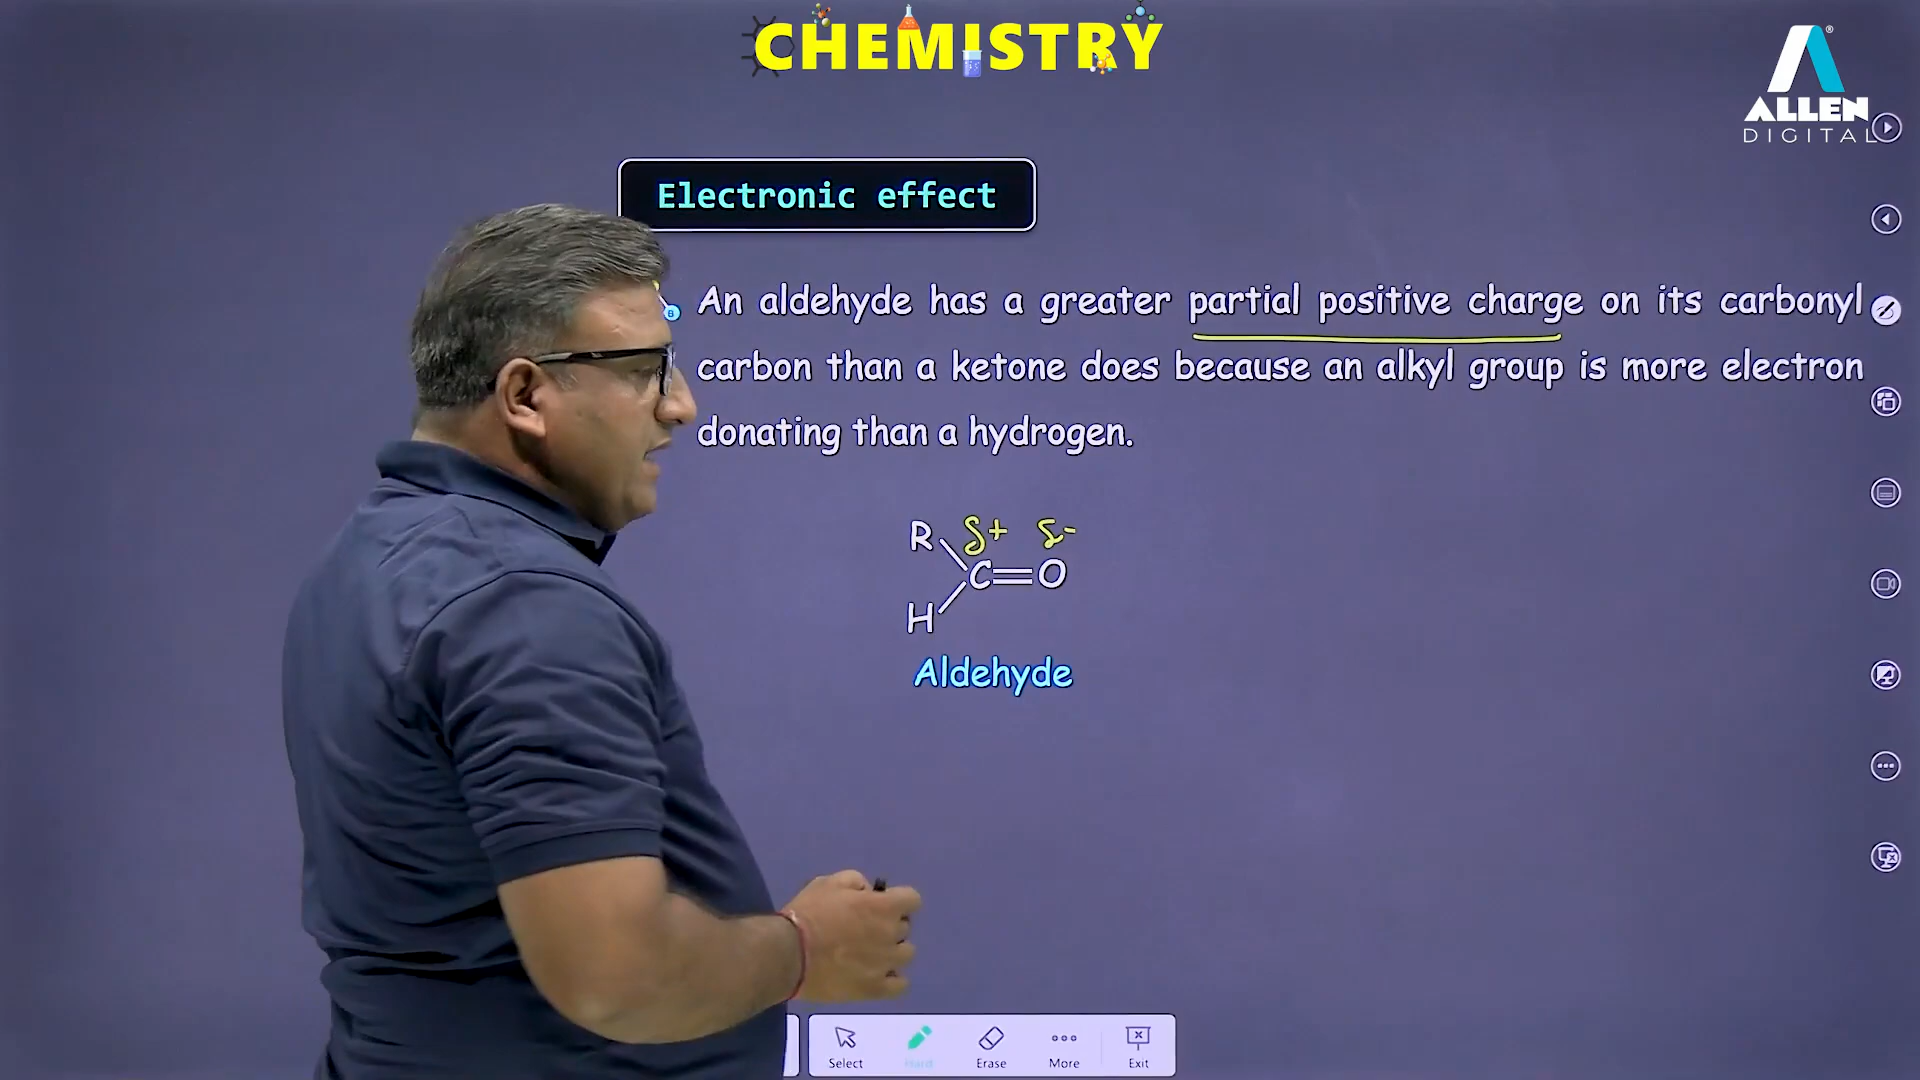 CHEMISTRY
ALLEN
DIGITAL
Electronic effect
An aldehyde has a greater partial positive charge on its carbonyl
carbon than a ketone does because an alkyl group is more electron
donating than a hydrogen.
R δ+ δ-
C=O
H
Aldehyde
Select
Erase
More
Exit